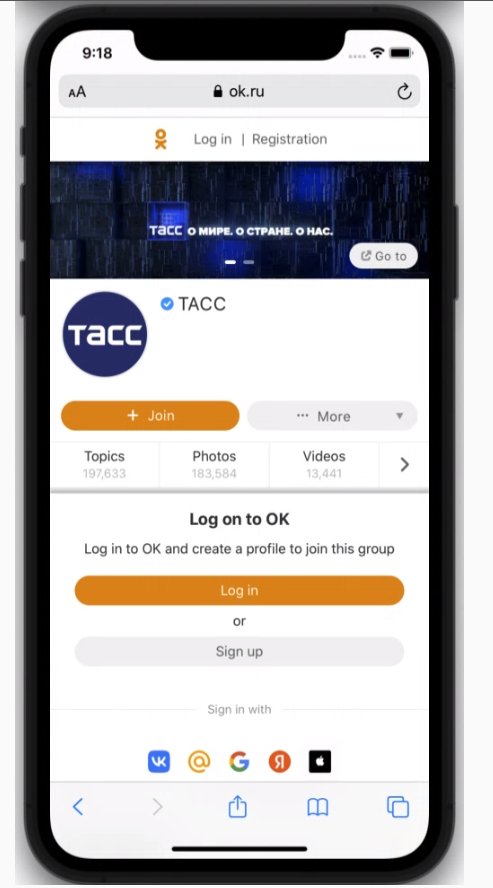 9:18
AA ok.ru
Log in | Registration
тасс О МИРЕ. О СТРАНЕ. О НАС.
Go to
ТАСС
тасс
+ Join
··· More
Topics
197,633
Photos
183,584
Videos
13,441
Log on to OK
Log in to OK and create a profile to join this group
Log in
or
Sign up
Sign in with
Я